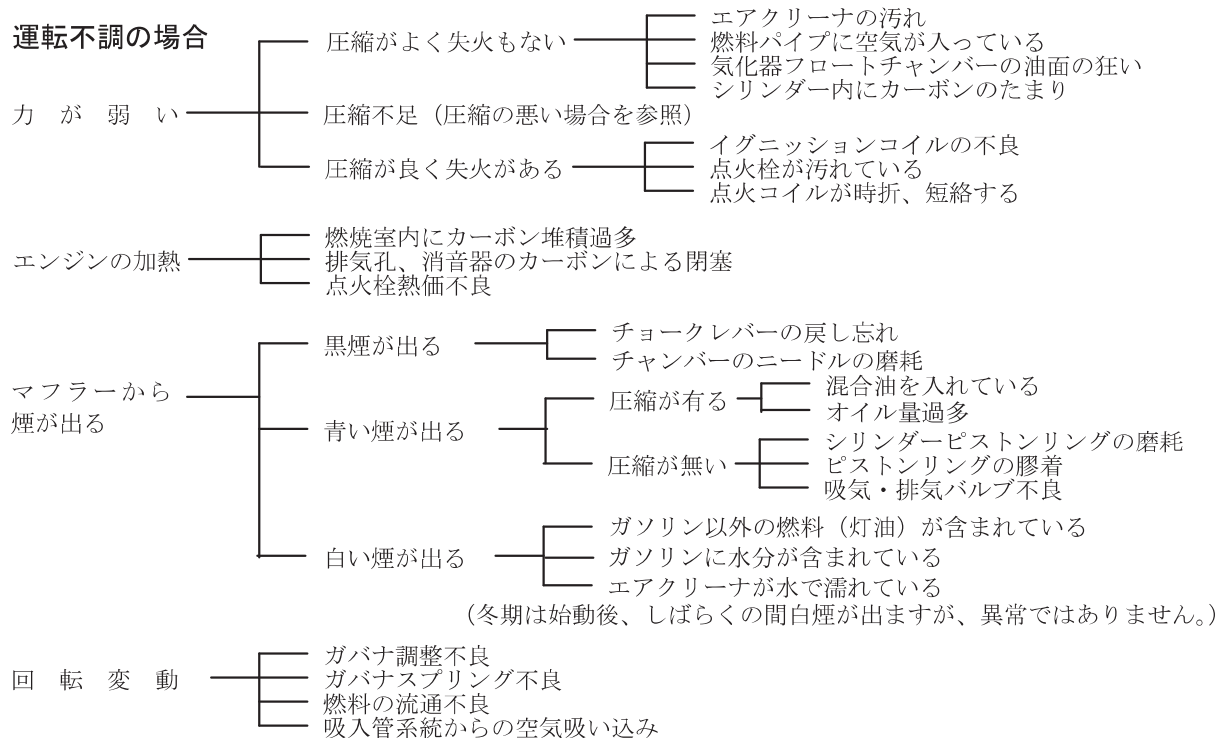 運転不調の場合
力が弱い
圧縮がよく失火もない
エアクリーナの汚れ
燃料パイプに空気が入っている
気化器フロートチャンバーの油面の狂い
シリンダー内にカーボンのたまり
圧縮不足（圧縮の悪い場合を参照）
圧縮が良く失火がある
イグニッションコイルの不良
点火栓が汚れている
点火コイルが時折、短絡する
エンジンの加熱
燃焼室内にカーボン堆積過多
排気孔、消音器のカーボンによる閉塞
点火栓熱価不良
マフラーから
煙が出る
黒煙が出る
チョークレバーの戻し忘れ
チャンバーのニードルの磨耗
青い煙が出る
圧縮が有る
混合油を入れている
オイル量過多
圧縮が無い
シリンダーピストンリングの磨耗
ピストンリングの膠着
吸気・排気バルブ不良
白い煙が出る
ガソリン以外の燃料（灯油）が含まれている
ガソリンに水分が含まれている
エアクリーナが水で濡れている
（冬期は始動後、しばらくの間白煙が出ますが、異常ではありません。）
回転変動
ガバナ調整不良
ガバナスプリング不良
燃料の流通不良
吸入管系統からの空気吸い込み